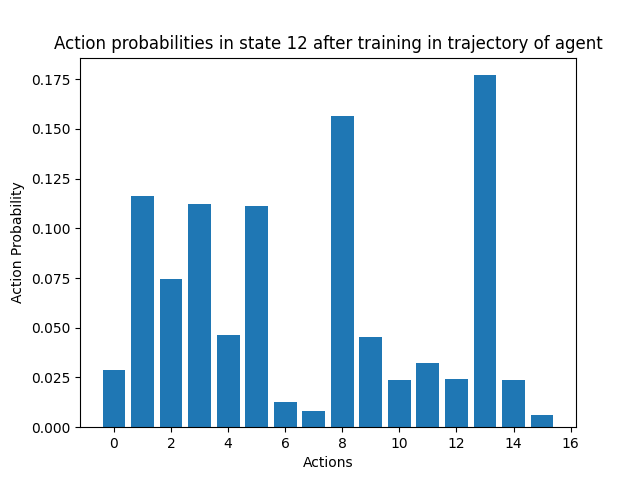 Action probabilities in state 12 after training in trajectory of agent
0.175
0.150
0.125
0.100
0.075
0.050
0.025
0.000
Action Probability
0 2 4 6 8 10 12 14 16
Actions